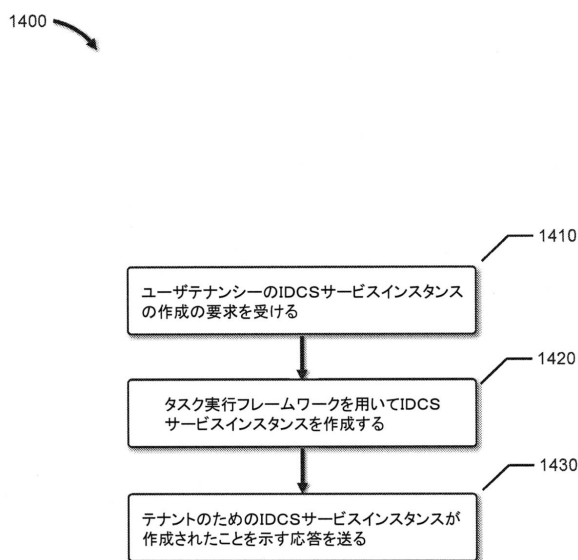 1400
1410
ユーザテナンシーのIDCSサービスインスタンス
の作成の要求を受ける
1420
タスク実行フレームワークを用いてIDCS
サービスインスタンスを作成する
1430
テナントのためのIDCSサービスインスタンスが
作成されたことを示す応答を送る